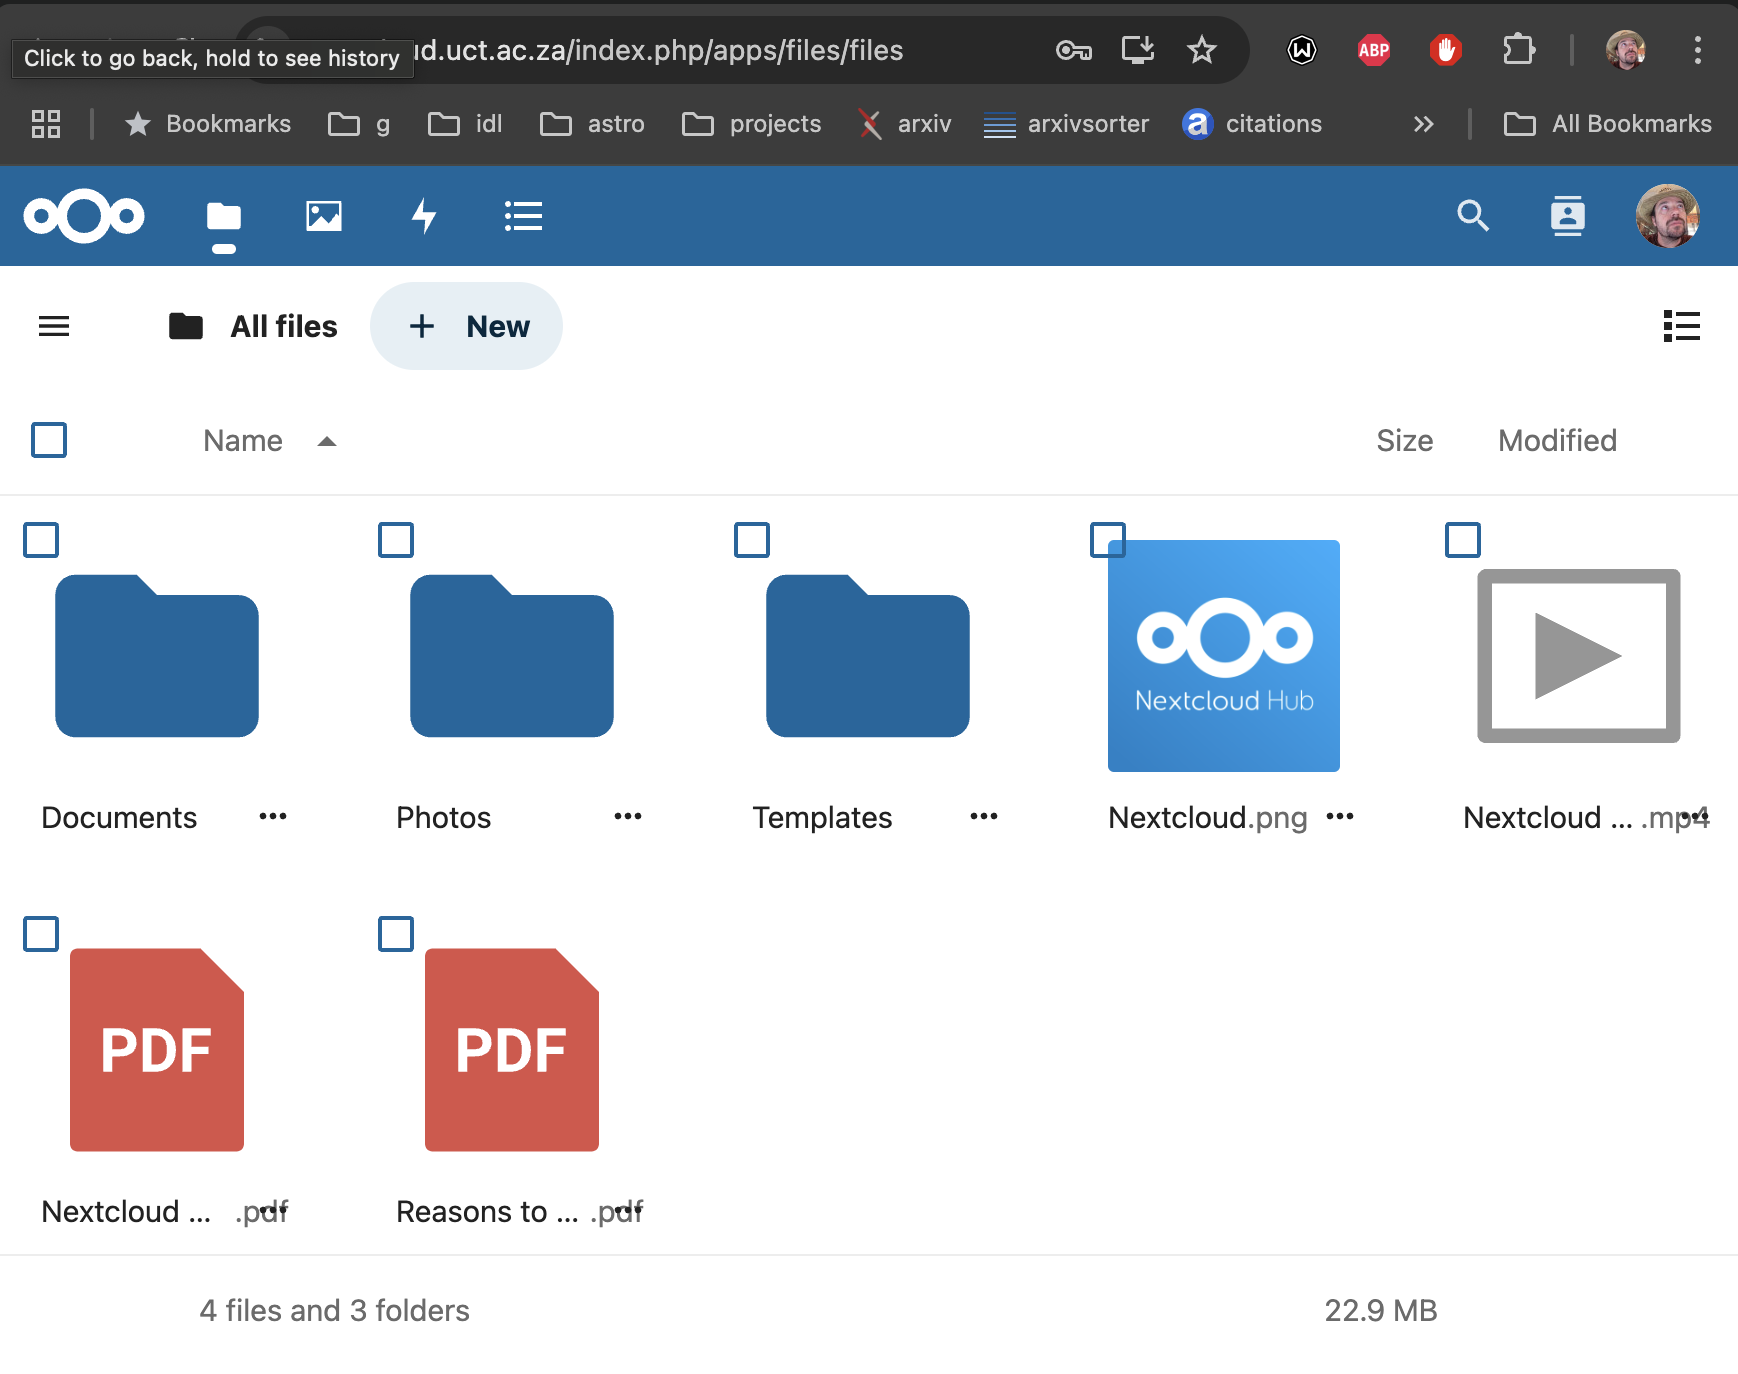 Click to go back, hold to see history
ud.uct.ac.za/index.php/apps/files/files
ABP
Bookmarks g idl astro projects arxiv arxivsorter a citations » All Bookmarks
All files + New
Name Size Modified
Nextcloud Hub
Documents ••• Photos ••• Templates ••• Nextcloud.png ••• Nextcloud ... .mp4
PDF PDF
Nextcloud ... .pdf Reasons to ... .pdf
4 files and 3 folders 22.9 MB